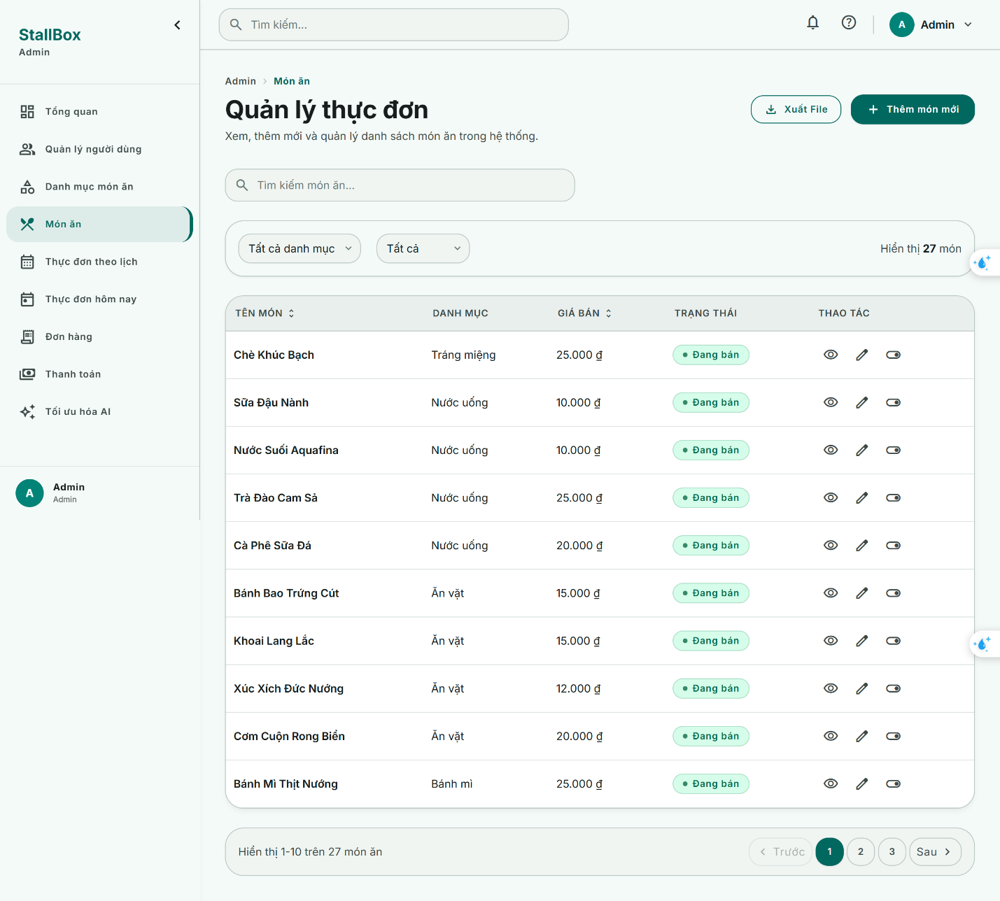 StallBox
Admin
Tổng quan
Quản lý người dùng
Danh mục món ăn
Món ăn
Thực đơn theo lịch
Thực đơn hôm nay
Đơn hàng
Thanh toán
Tối ưu hóa AI
A
Admin
Admin
Tìm kiếm...
A Admin
Admin > Món ăn
Quản lý thực đơn
Xem, thêm mới và quản lý danh sách món ăn trong hệ thống.
Xuất File
+ Thêm món mới
Tìm kiếm món ăn...
Tất cả danh mục Tất cả Hiển thị 27 món
TÊN MÓN DANH MỤC GIÁ BÁN TRẠNG THÁI THAO TÁC
Chè Khúc Bạch Tráng miệng 25.000 ₫ Đang bán
Sữa Đậu Nành Nước uống 10.000 ₫ Đang bán
Nước Suối Aquafina Nước uống 10.000 ₫ Đang bán
Trà Đào Cam Sả Nước uống 25.000 ₫ Đang bán
Cà Phê Sữa Đá Nước uống 20.000 ₫ Đang bán
Bánh Bao Trứng Cút Ăn vặt 15.000 ₫ Đang bán
Khoai Lang Lắc Ăn vặt 15.000 ₫ Đang bán
Xúc Xích Đức Nướng Ăn vặt 12.000 ₫ Đang bán
Cơm Cuộn Rong Biển Ăn vặt 20.000 ₫ Đang bán
Bánh Mì Thịt Nướng Bánh mì 25.000 ₫ Đang bán
Hiển thị 1-10 trên 27 món ăn
Trước 1 2 3 Sau